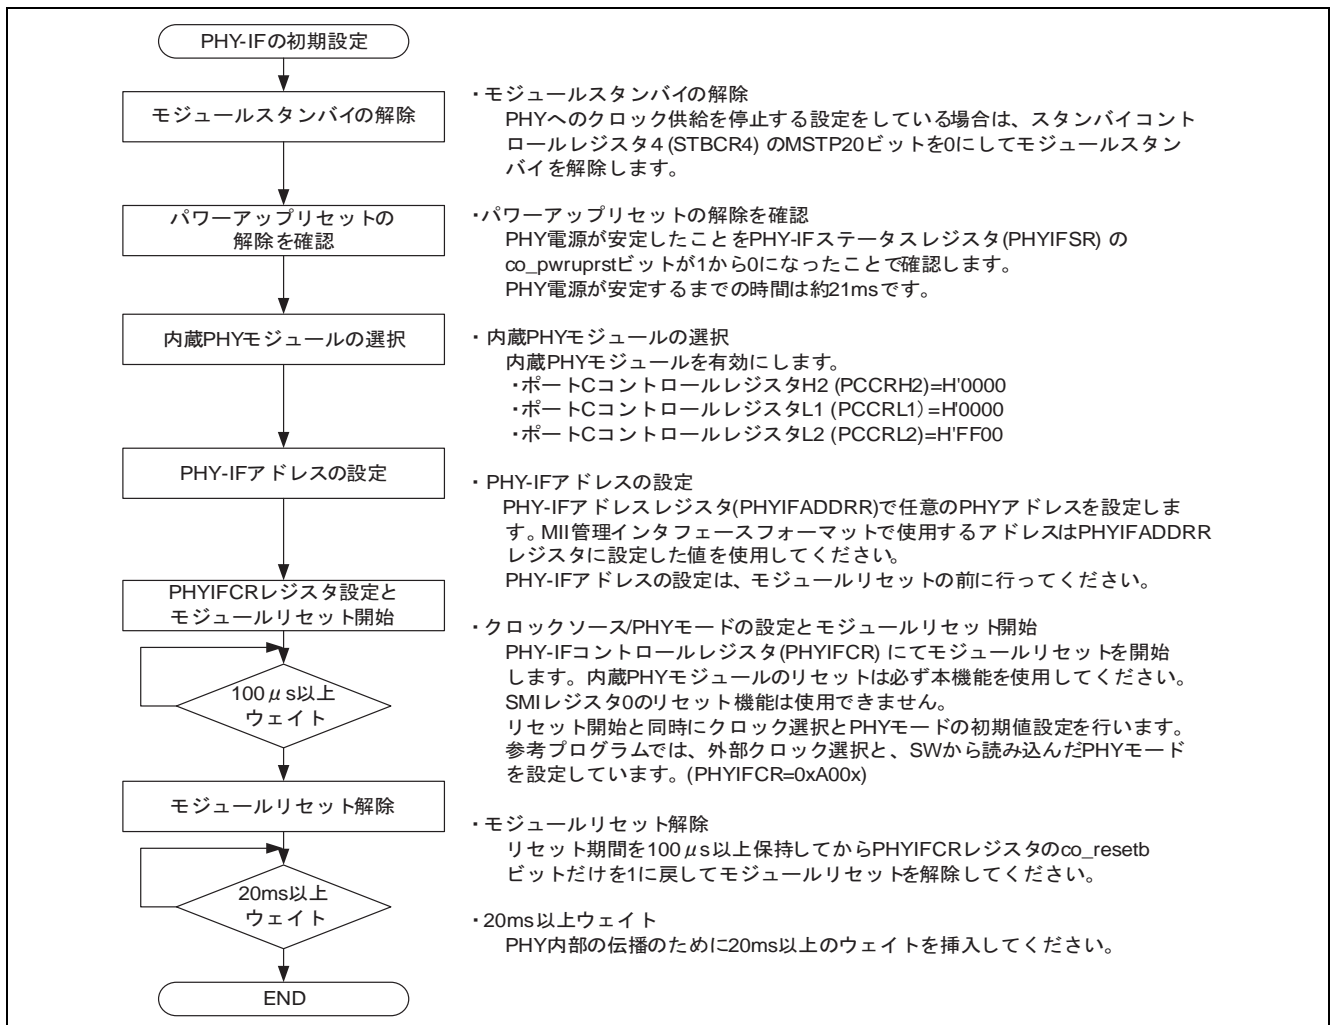 PHY-IFの初期設定
モジュールスタンバイの解除
・モジュールスタンバイの解除
PHYへのクロック供給を停止する設定をしている場合は、スタンバイコント
ロールレジスタ4 (STBCR4) のMSTP20ビットを0にしてモジュールスタン
バイを解除します。
パワーアップリセットの
解除を確認
・パワーアップリセットの解除を確認
PHY電源が安定したことをPHY-IFステータスレジスタ(PHYIFSR) の
co_pwruprstビットが1から0になったことで確認します。
PHY電源が安定するまでの時間は約21msです。
内蔵PHYモジュールの選択
・内蔵PHYモジュールの選択
内蔵PHYモジュールを有効にします。
・ポートCコントロールレジスタH2 (PCCRH2)=H'0000
・ポートCコントロールレジスタL1 (PCCRL1）=H'0000
・ポートCコントロールレジスタL2 (PCCRL2)=H'FF00
PHY-IFアドレスの設定
・PHY-IFアドレスの設定
PHY-IFアドレスレジスタ(PHYIFADDRR)で任意のPHYアドレスを設定しま
す。MII管理インタフェースフォーマットで使用するアドレスはPHYIFADDRR
レジスタに設定した値を使用してください。
PHY-IFアドレスの設定は、モジュールリセットの前に行ってください。
PHYIFCRレジスタ設定と
モジュールリセット開始
・クロックソース/PHYモードの設定とモジュールリセット開始
PHY-IFコントロールレジスタ(PHYIFCR) にてモジュールリセットを開始
します。内蔵PHYモジュールのリセットは必ず本機能を使用してください。
SMIレジスタ0のリセット機能は使用できません。
リセット開始と同時にクロック選択とPHYモードの初期値設定を行います。
参考プログラムでは、外部クロック選択と、SWから読み込んだPHYモード
を設定しています。(PHYIFCR=0xA00x)
100μs以上
ウェイト
モジュールリセット解除
・モジュールリセット解除
リセット期間を100μs以上保持してからPHYIFCRレジスタのco_resetb
ビットだけを1に戻してモジュールリセットを解除してください。
20ms以上
ウェイト
・20ms以上ウェイト
PHY内部の伝播のために20ms以上のウェイトを挿入してください。
END